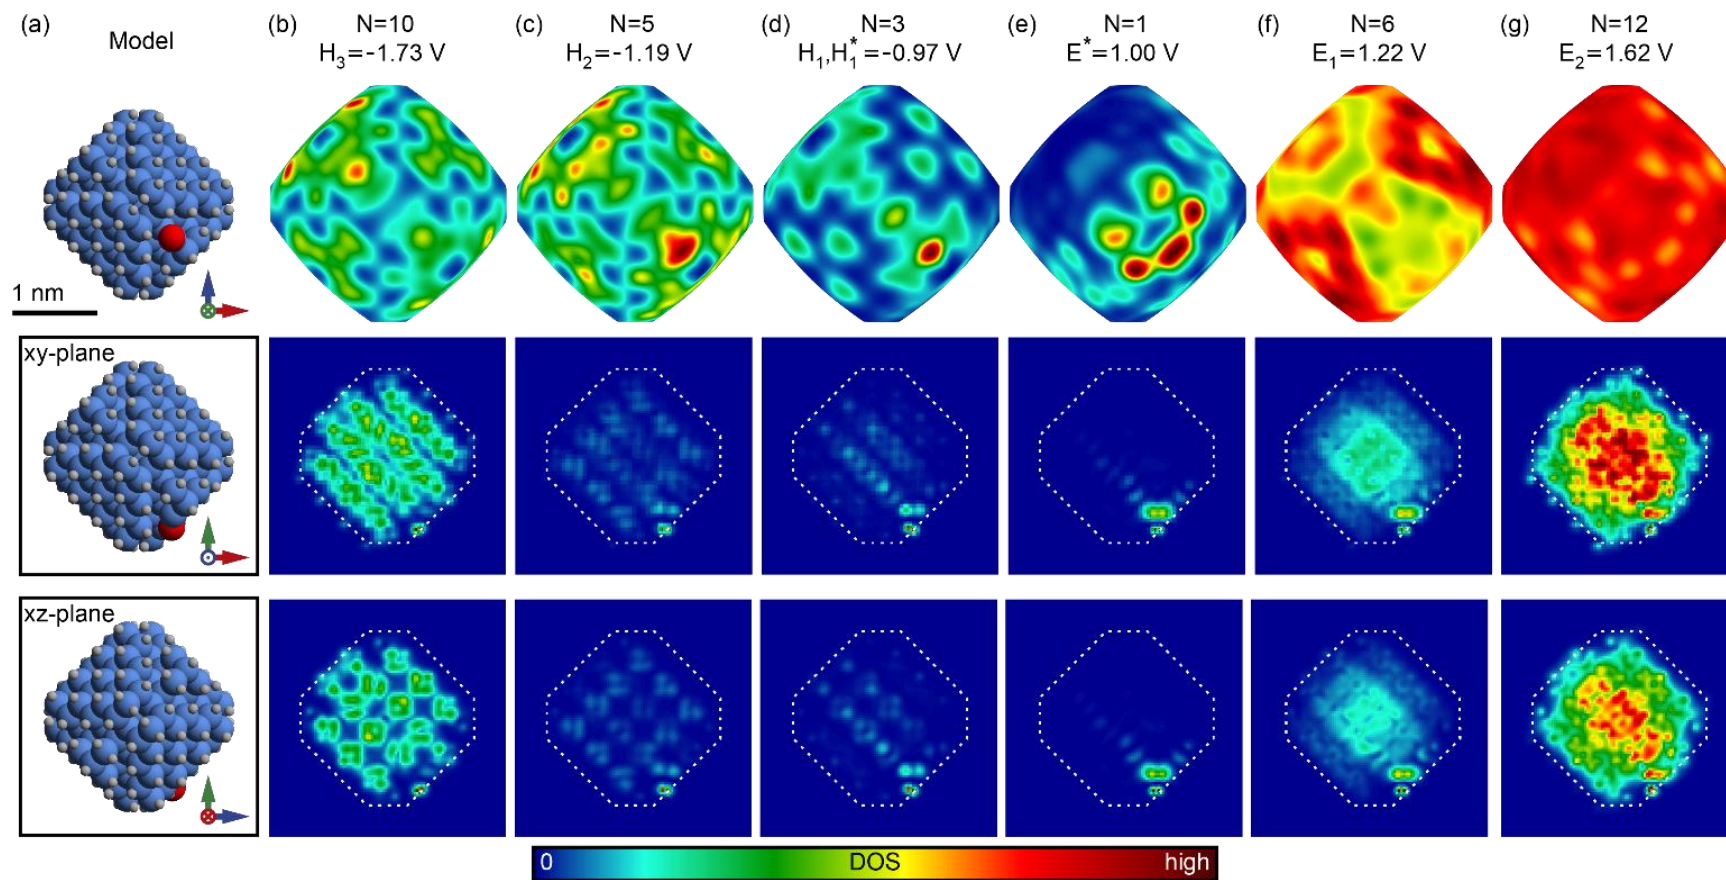 (a)
Model
(b) N=10
H₃=-1.73 V
(c) N=5
H₂=-1.19 V
(d) N=3
H₁,H₁*=-0.97 V
(e) N=1
E*=1.00 V
(f) N=6
E₁=1.22 V
(g) N=12
E₂=1.62 V
1 nm
xy-plane
xz-plane
0 DOS high